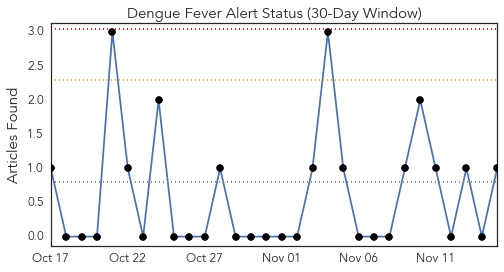 Dengue Fever Alert Status (30-Day Window)
Articles Found
3.0
2.5
2.0
1.5
1.0
0.5
0.0
Oct 17 Oct 22 Oct 27 Nov 01 Nov 06 Nov 11